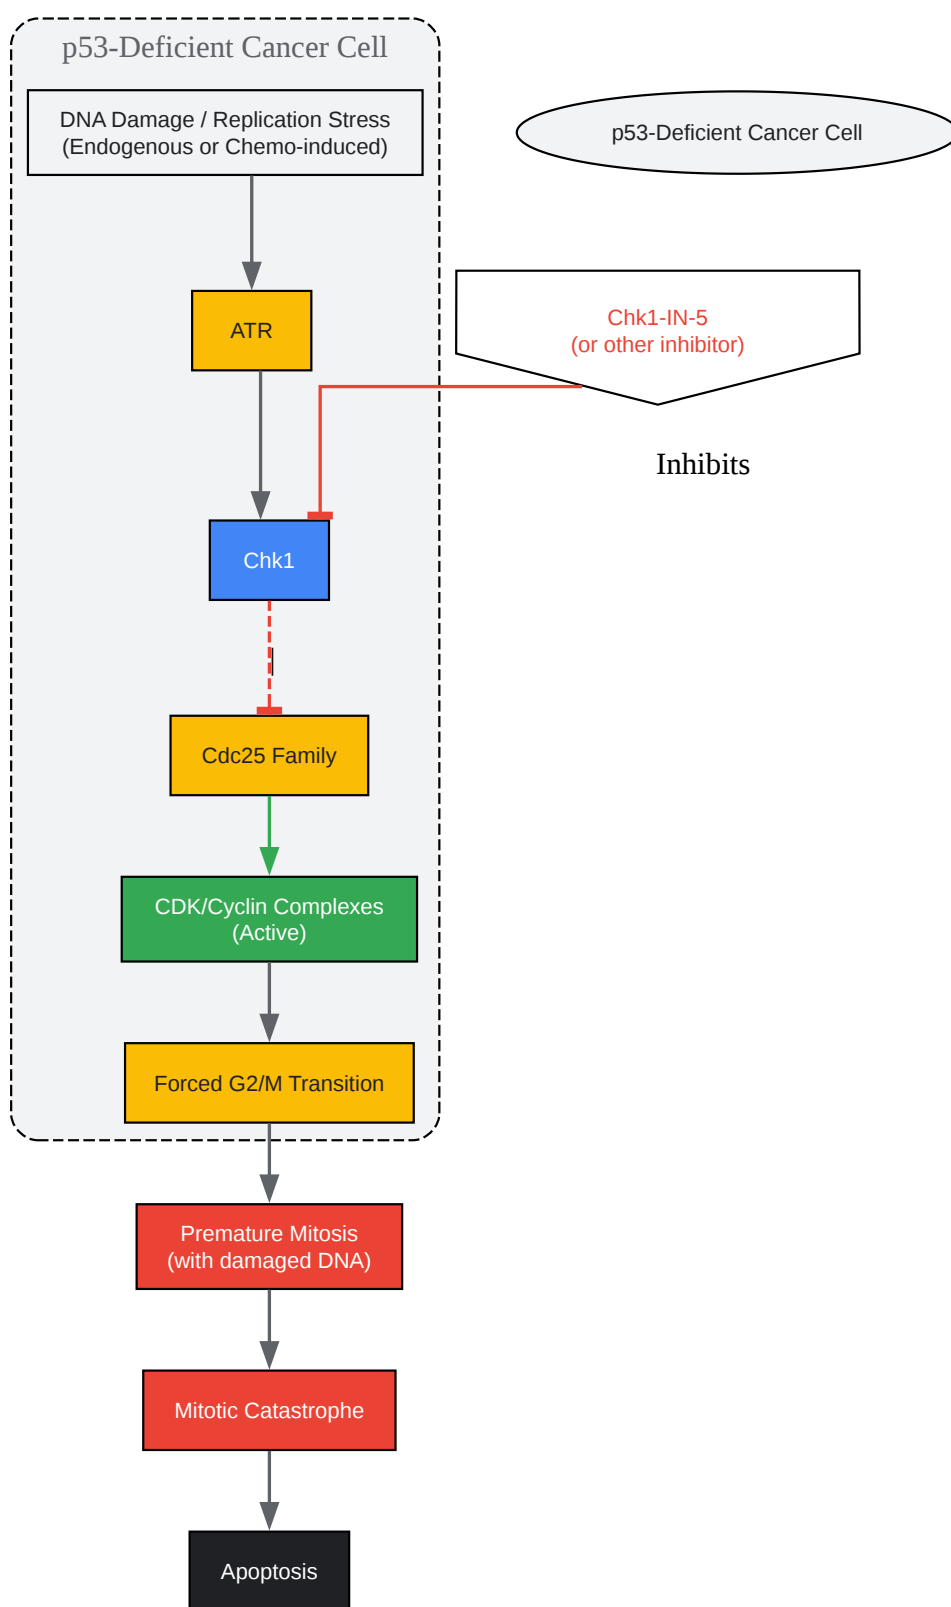 p53-Deficient Cancer Cell
DNA Damage / Replication Stress
(Endogenous or Chemo-induced)
p53-Deficient Cancer Cell
ATR
Chk1-IN-5
(or other inhibitor)
Inhibits
Chk1
Cdc25 Family
CDK/Cyclin Complexes
(Active)
Forced G2/M Transition
Premature Mitosis
(with damaged DNA)
Mitotic Catastrophe
Apoptosis